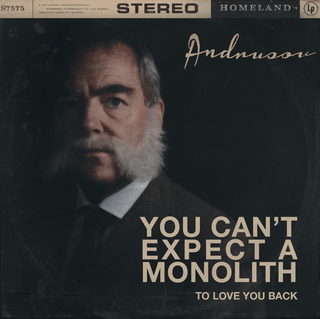 S7575
STEREO
HOMELAND
LP
Andrusov
YOU CAN'T
EXPECT A
MONOLITH
TO LOVE YOU BACK